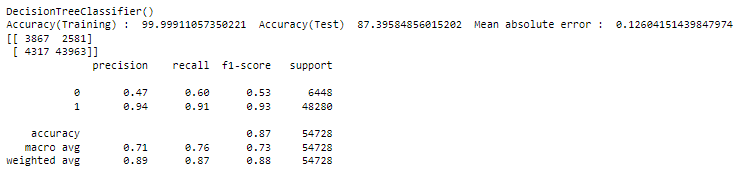 DecisionTreeClassifier()
Accuracy(Training) :  99.99911057350221  Accuracy(Test)  87.39584856015202  Mean absolute error :  0.12604151439847974
[[ 3867  2581]
 [ 4317 43963]]
              precision    recall  f1-score   support

           0       0.47      0.60      0.53      6448
           1       0.94      0.91      0.93     48280

    accuracy                           0.87     54728
   macro avg       0.71      0.76      0.73     54728
weighted avg       0.89      0.87      0.88     54728